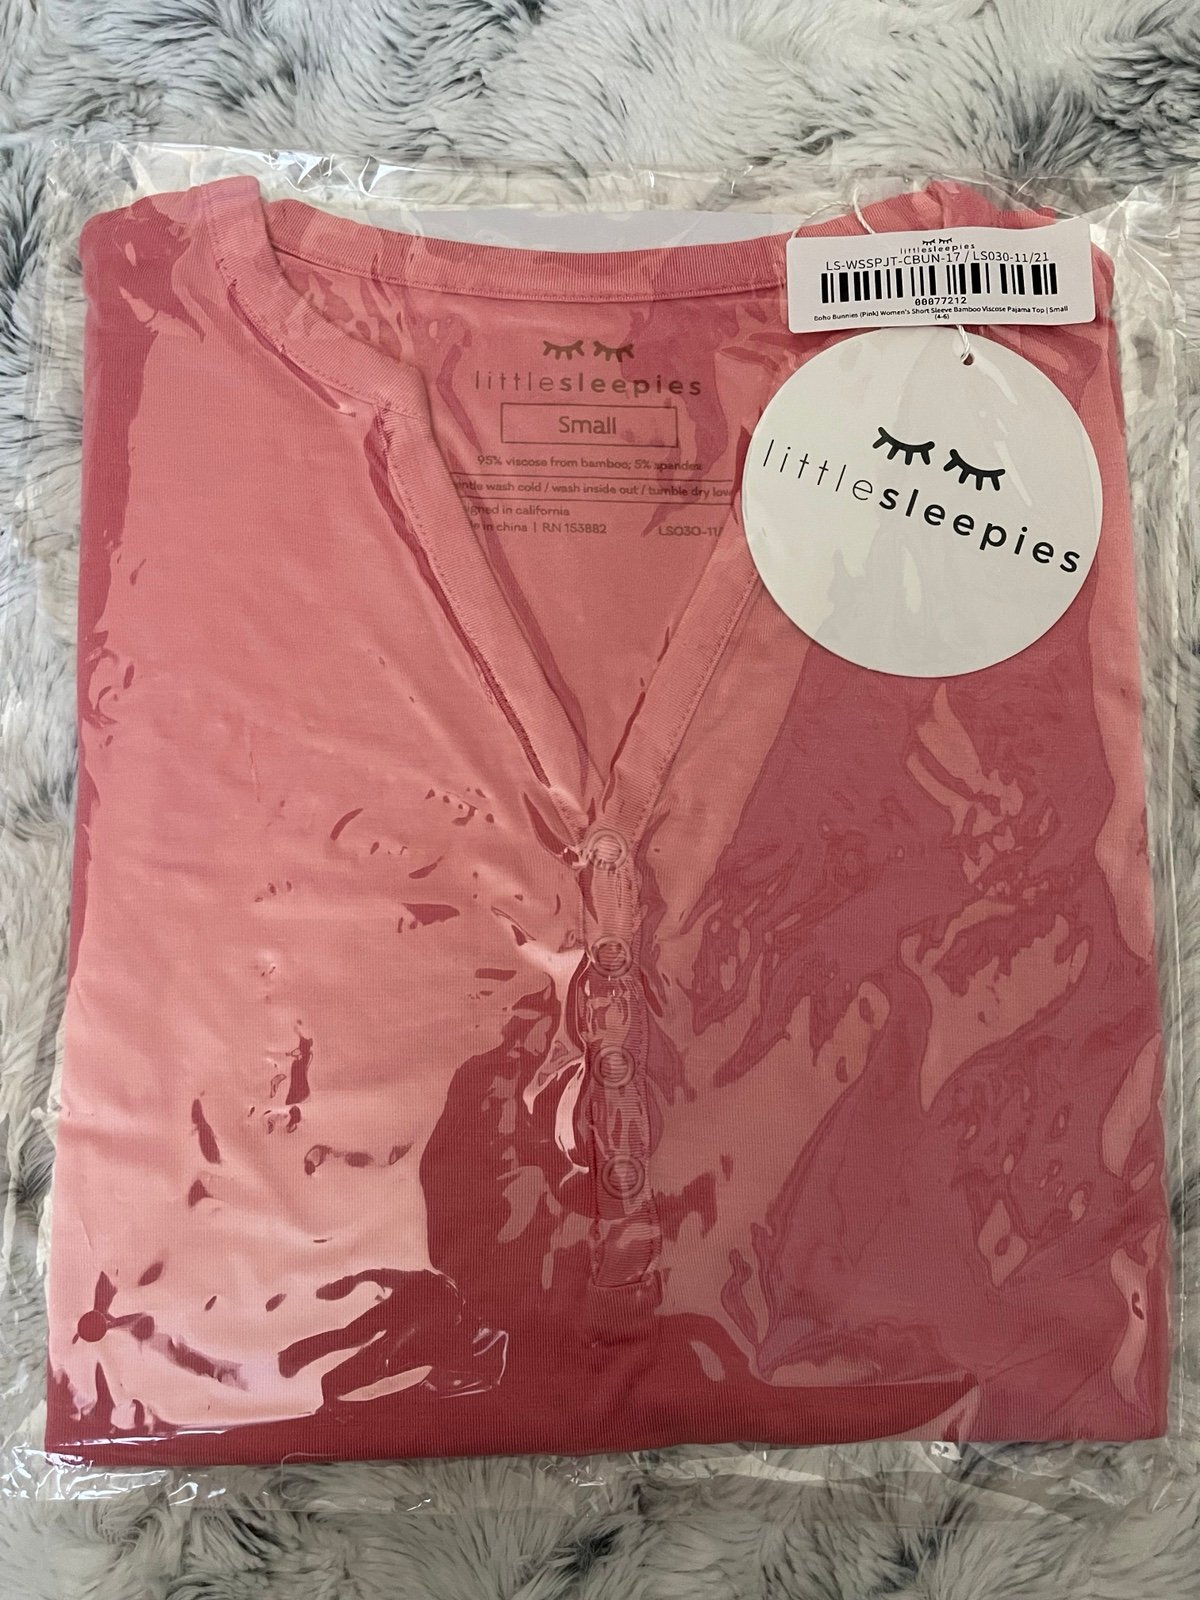 littlesleepies
LS-WSSPJT-CBUN-17 / LS030-11/21
00077212
Boho Bunnies (Pink) Women's Short Sleeve Bamboo Viscose Pajama Top | Small
(4-6)
littlesleepies
Small
95% viscose from bamboo; 5% spandex
wash cold / wash inside out / tumble dry low
in california
in china | RN 153882 LS030-11/
littlesleepies